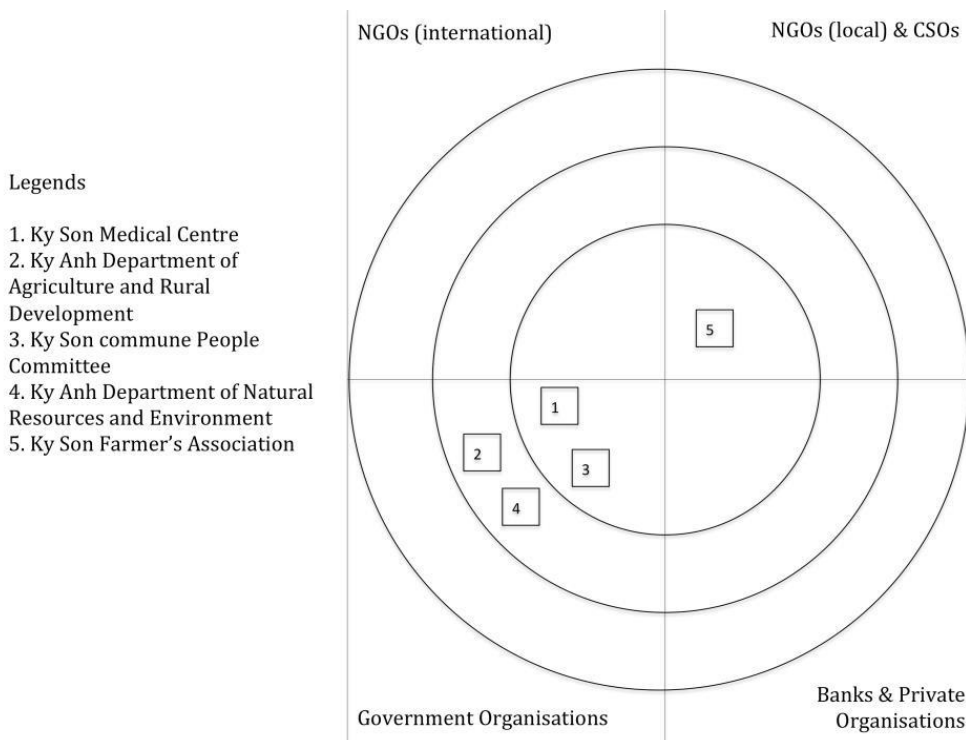 NGOs (international)
NGOs (local) & CSOs
Legends
1. Ky Son Medical Centre
2. Ky Anh Department of
Agriculture and Rural
Development
3. Ky Son commune People
Committee
4. Ky Anh Department of Natural
Resources and Environment
5. Ky Son Farmer’s Association
5
1
2
3
4
Government Organisations
Banks & Private
Organisations